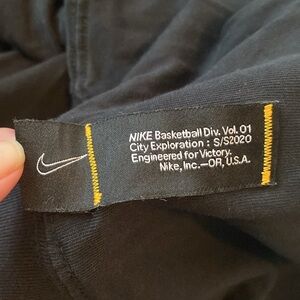 NIKE Basketball Div. Vol. 01
City Exploration : S/S2020
Engineered for Victory.
Nike, Inc.—OR, U.S.A.